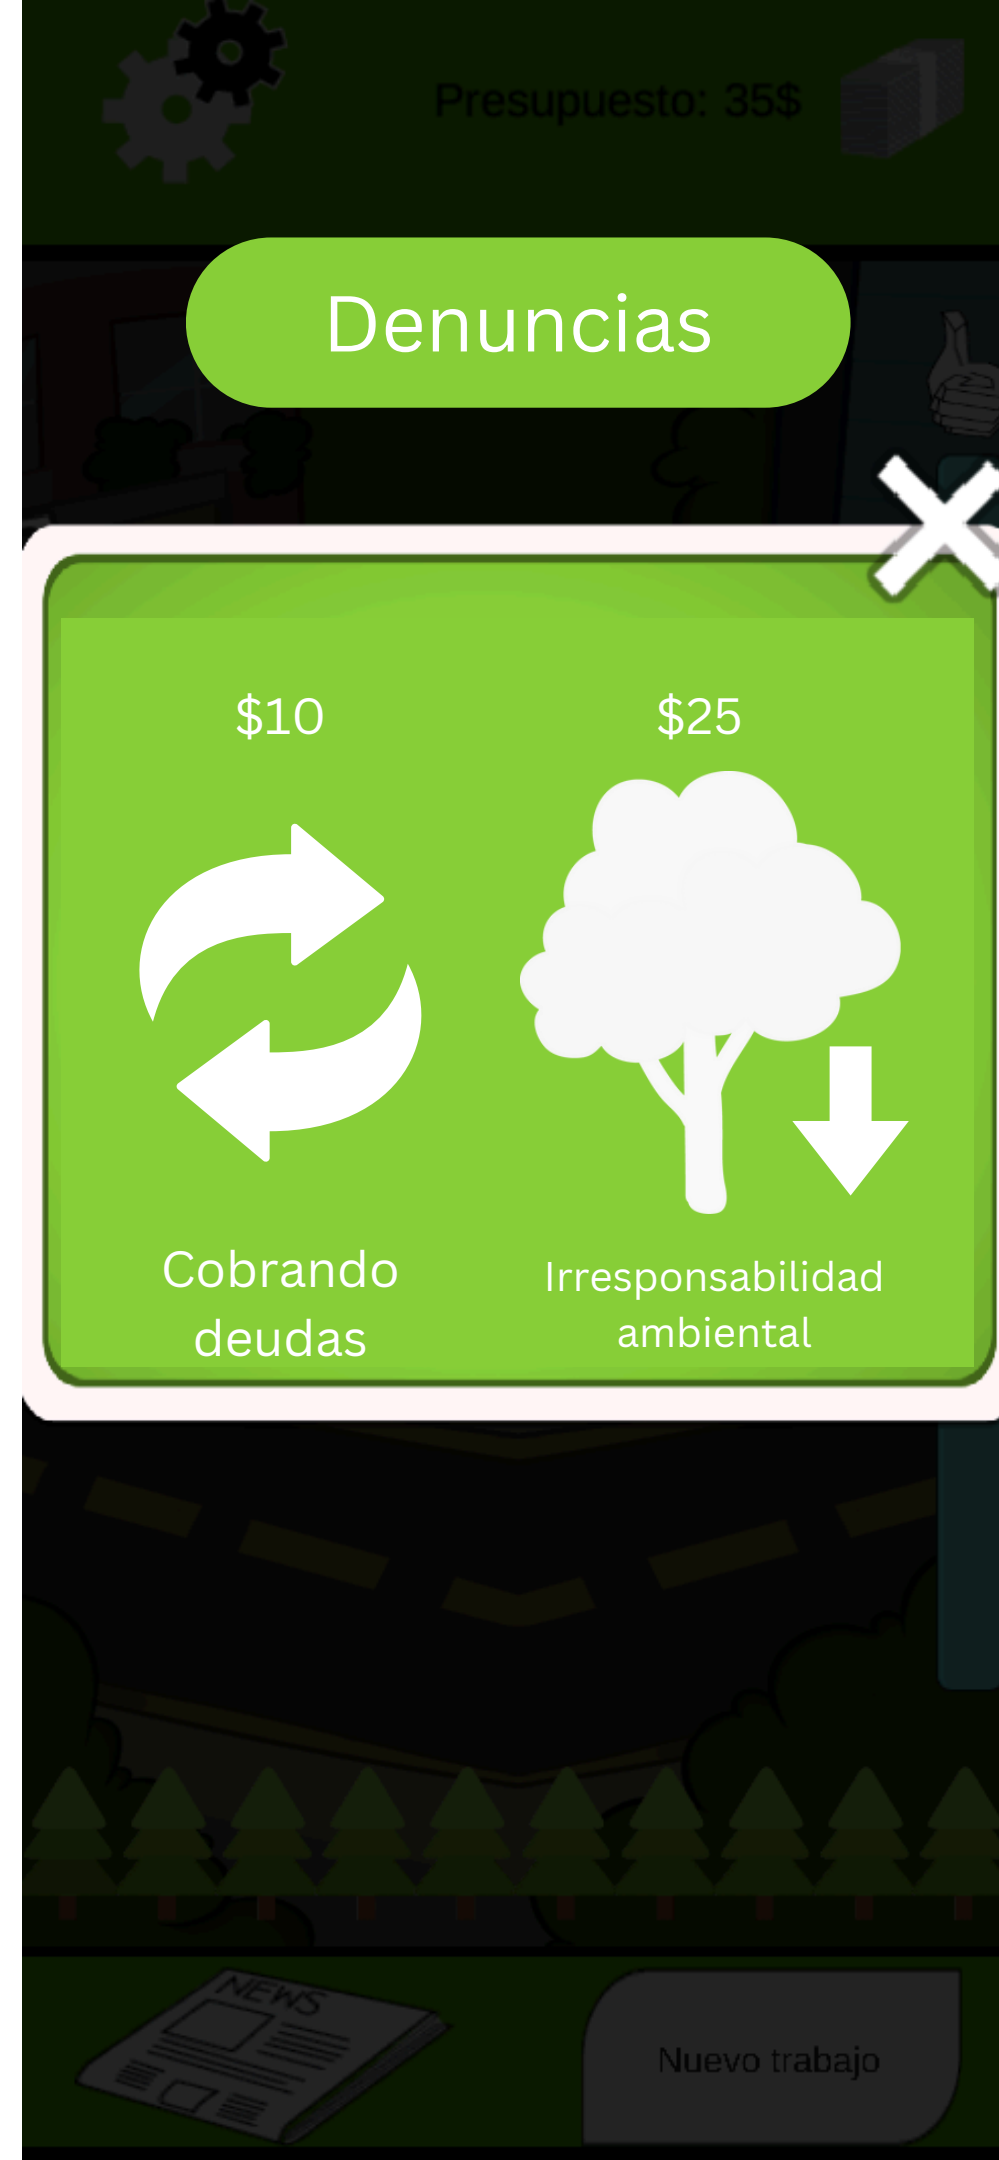 Presupuesto: 35$
Denuncias
$10
$25
Cobrando
deudas
Irresponsabilidad
ambiental
NEWS
Nuevo trabajo